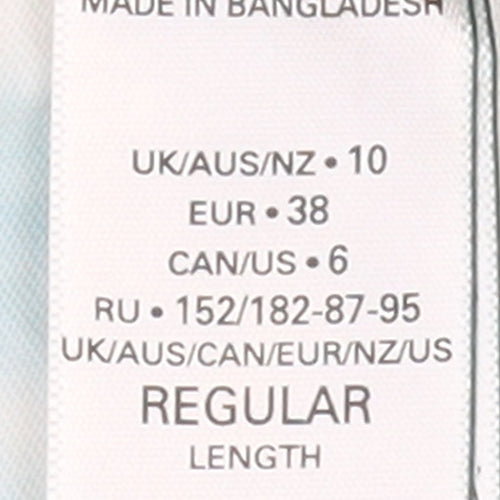 MADE IN BANGLADESH
UK/AUS/NZ • 10
EUR • 38
CAN/US • 6
RU • 152/182-87-95
UK/AUS/CAN/EUR/NZ/US
REGULAR
LENGTH